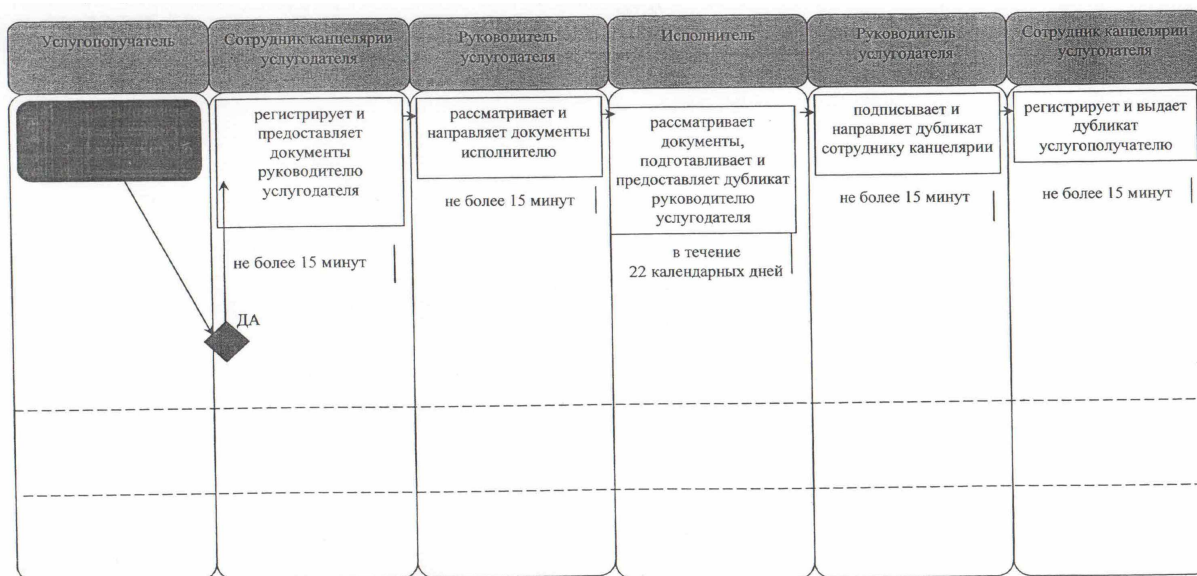 Услугополучатель
Сотрудник канцелярии
услугодателя
Руководитель
услугодателя
Исполнитель
Руководитель
услугодателя
Сотрудник канцелярии
услугодателя
регистрирует и
предоставляет
документы
руководителю
услугодателя
не более 15 минут
ДА
рассматривает и
направляет документы
исполнителю
не более 15 минут
рассматривает
документы,
подготавливает и
предоставляет дубликат
руководителю
услугодателя
в течение
22 календарных дней
подписывает и
направляет дубликат
сотруднику канцелярии
не более 15 минут
регистрирует и выдает
дубликат
услугополучателю
не более 15 минут